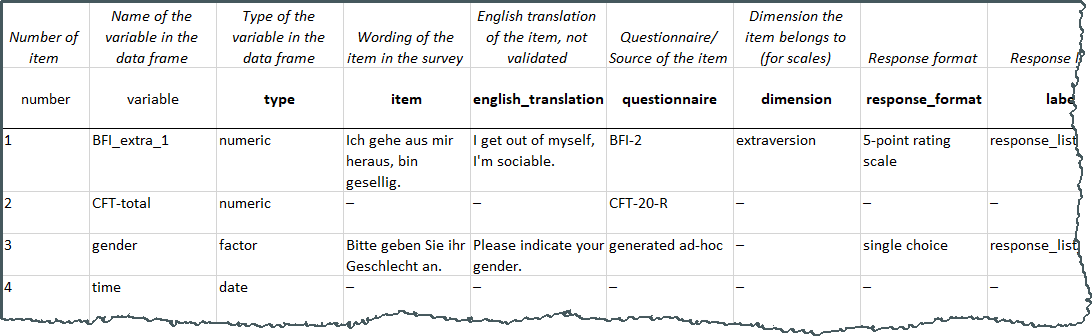 Number of item
Name of the variable in the data frame
Type of the variable in the data frame
Wording of the item in the survey
English translation of the item, not validated
Questionnaire/ Source of the item
Dimension the item belongs to (for scales)
Response format
Response
number variable type item english_translation questionnaire dimension response_format labe
1 BFI_extra_1 numeric Ich gehe aus mir heraus, bin gesellig. I get out of myself, I'm sociable. BFI-2 extraversion 5-point rating scale response_list
2 CFT-total numeric – – CFT-20-R – – –
3 gender factor Bitte geben Sie ihr Geschlecht an. Please indicate your gender. generated ad-hoc – single choice response_list
4 time date – – – – – –